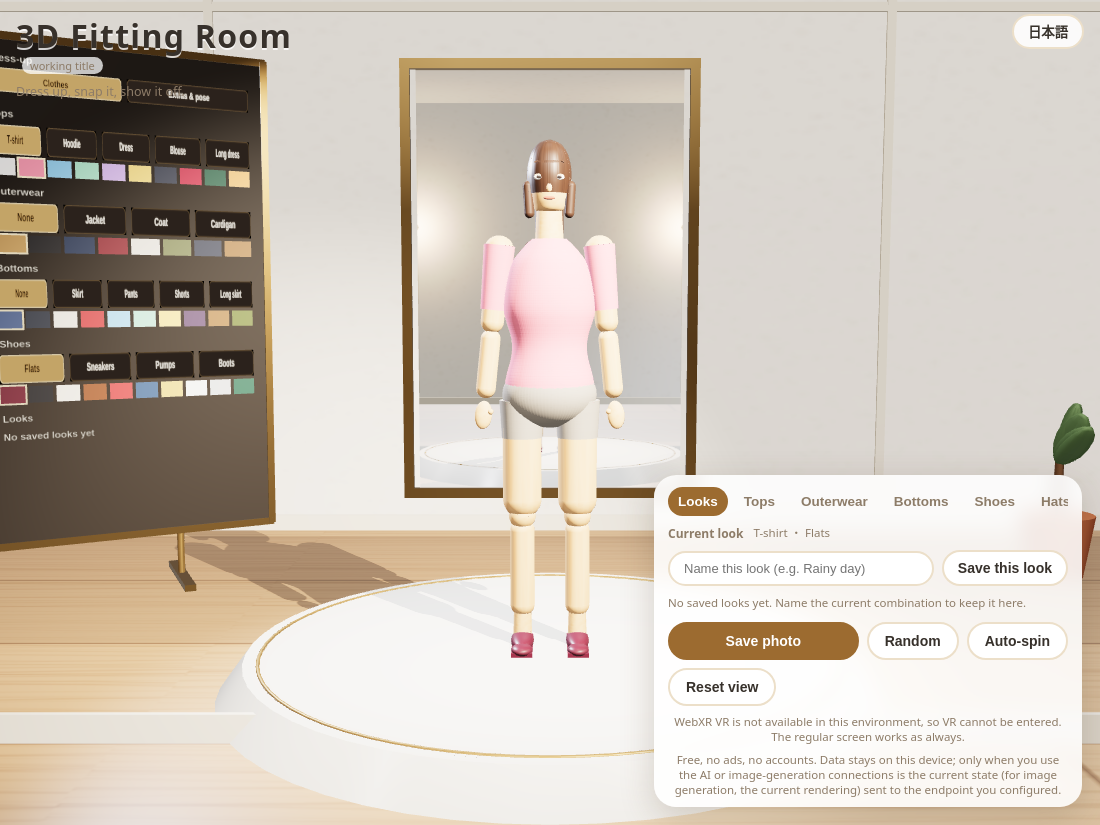 3D Fitting Room
working title
Dress up, snap it, show it off
日本語
Clothes
Extras & pose
T-shirt Hoodie Dress Blouse Long dress
None Jacket Coat Cardigan
Bottoms
None Skirt Pants Shorts Long skirt
Shoes
Flats Sneakers Pumps Boots
Looks
No saved looks yet
Looks Tops Outerwear Bottoms Shoes Hats
Current look T-shirt • Flats
Name this look (e.g. Rainy day) Save this look
No saved looks yet. Name the current combination to keep it here.
Save photo Random Auto-spin
Reset view
WebXR VR is not available in this environment, so VR cannot be entered.
The regular screen works as always.
Free, no ads, no accounts. Data stays on this device; only when you use
the AI or image-generation connections is the current state (for image
generation, the current rendering) sent to the endpoint you configured.